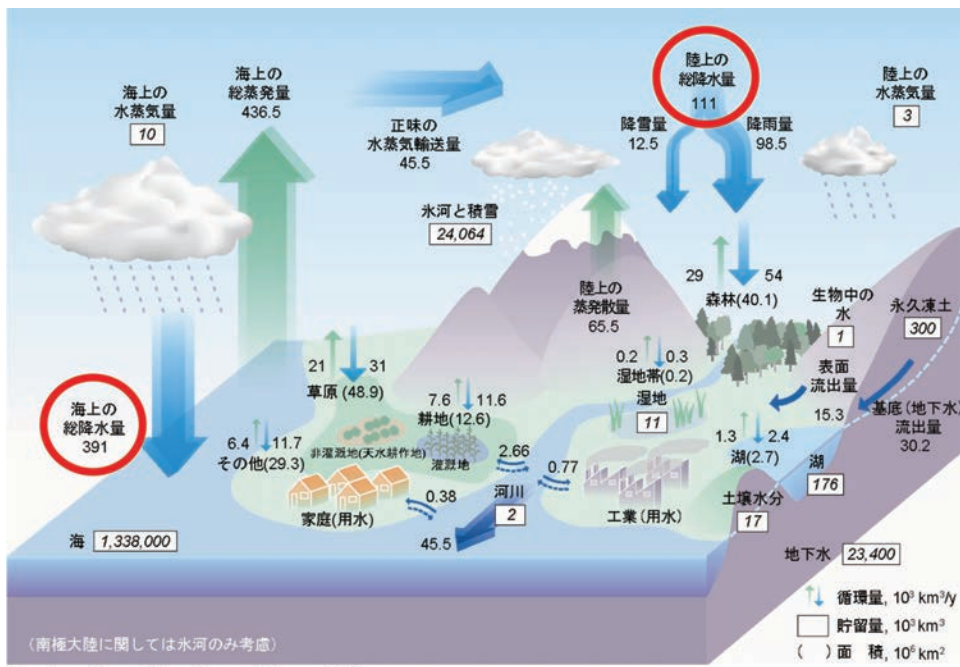 海上の
水蒸気量
10
海上の
総蒸発量
436.5
正味の
水蒸気輸送量
45.5
陸上の
総降水量
111
降雪量
12.5
降雨量
98.5
陸上の
水蒸気量
3
氷河と積雪
24,064
陸上の
蒸発散量
65.5
29
54
森林(40.1)
生物中の
水
1
永久凍土
300
海上の
総降水量
391
21
31
草原(48.9)
7.6
11.6
耕地(12.6)
0.2
0.3
湿地帯(0.2)
湿地
11
表面
流出量
15.3
基底(地下水)
流出量
30.2
6.4
11.7
その他(29.3)
非灌漑地(天水耕作地)
灌漑地
2.66
0.77
1.3
2.4
湖(2.7)
湖
176
家庭(用水)
0.38
河川
2
工業(用水)
土壌水分
17
45.5
海
1,338,000
地下水
23,400
循環量, 10³ km³/y
貯留量, 10³ km³
( ) 面 積, 10⁶ km²
(南極大陸に関しては氷河のみ考慮)